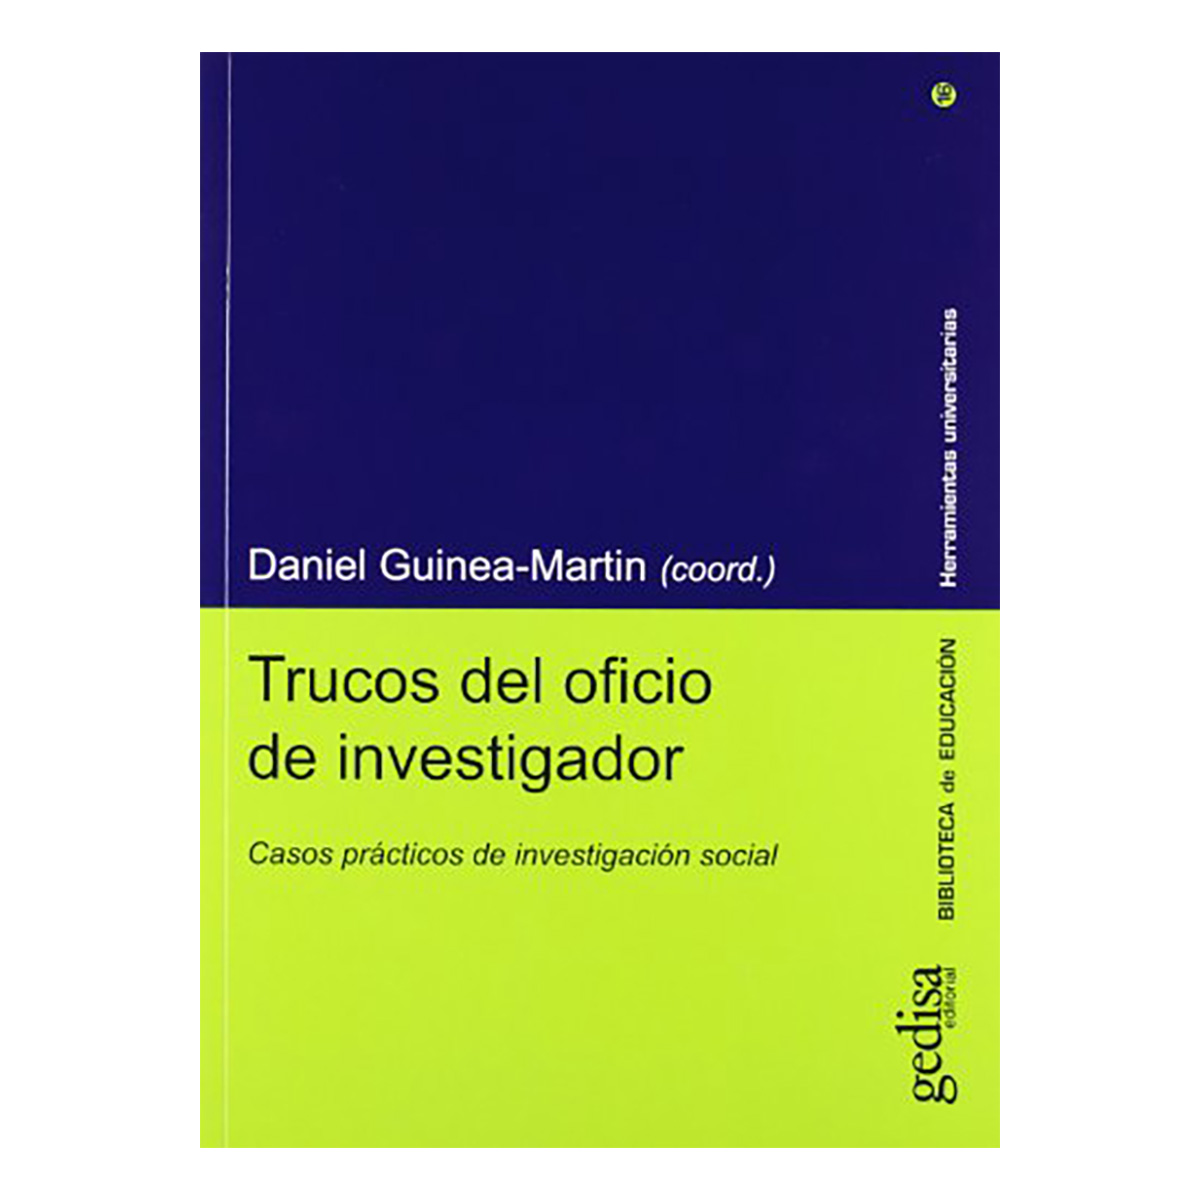 16
Herramientas universitarias
Daniel Guinea-Martin (coord.)
Trucos del oficio
de investigador
Casos prácticos de investigación social
BIBLIOTECA de EDUCACIÓN
gedisa
editorial